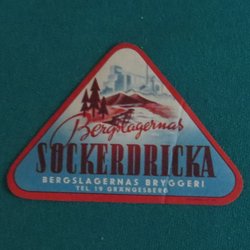 Bergslagernas
SOCKERDRICKA
BERGSLAGERNAS BRYGGERI
TEL. 19 GRÄNGESBERG